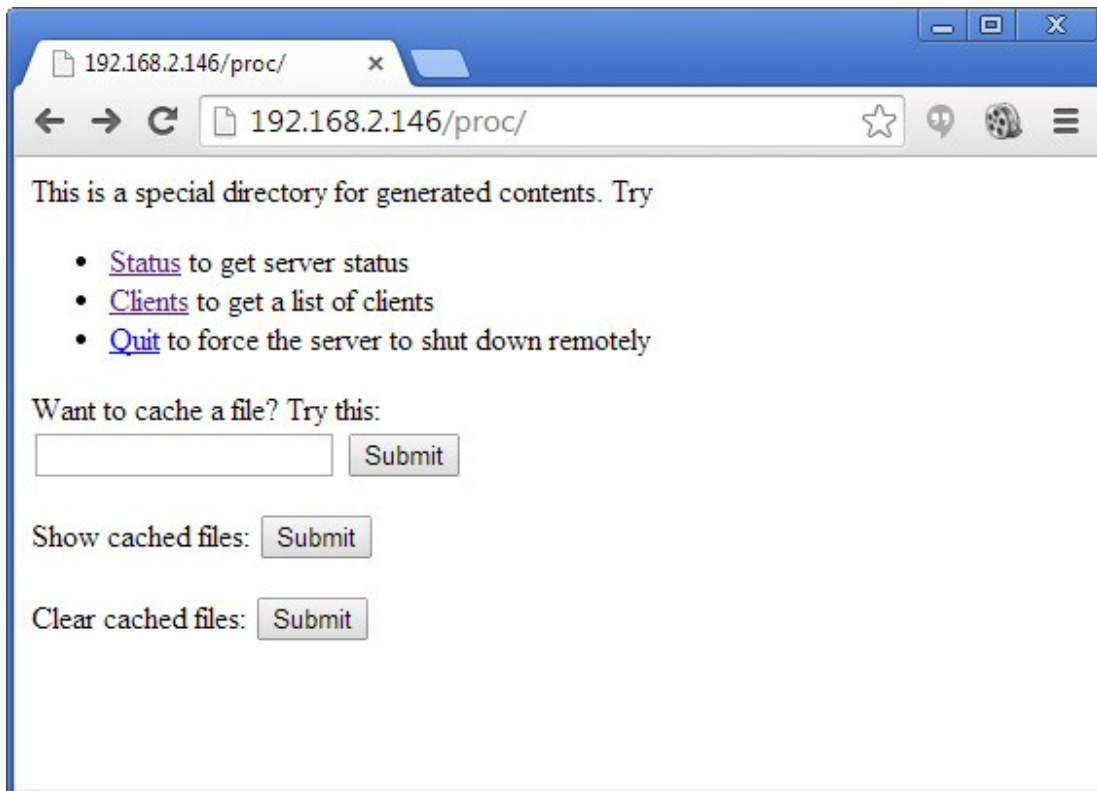 192.168.2.146/proc/
192.168.2.146/proc/
This is a special directory for generated contents. Try
• Status to get server status
• Clients to get a list of clients
• Quit to force the server to shut down remotely
Want to cache a file? Try this:
Submit
Show cached files: Submit
Clear cached files: Submit